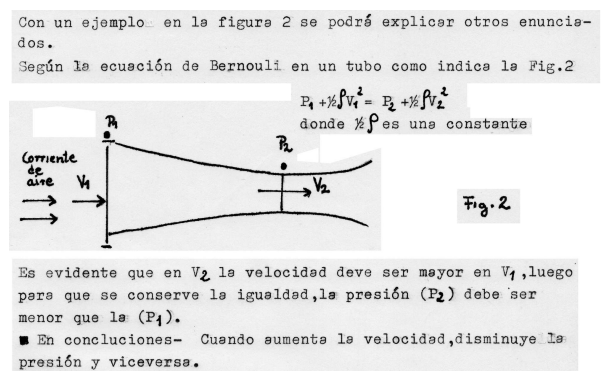 Con un ejemplo en la figura 2 se podrá explicar otros enuncia-
dos.
Según la ecuación de Bernouli en un tubo como indica la Fig.2
P1 +½ρV1² = P2 +½ρV2²
donde ½ρ es una constante
P1
P2
Corriente
de
aire
V1
V2
Fig. 2
Es evidente que en V2 la velocidad deve ser mayor en V1,luego
para que se conserve la igualdad,la presión (P2) debe ser
menor que la (P1).
■ En concluciones- Cuando aumenta la velocidad,disminuye la
presión y viceversa.